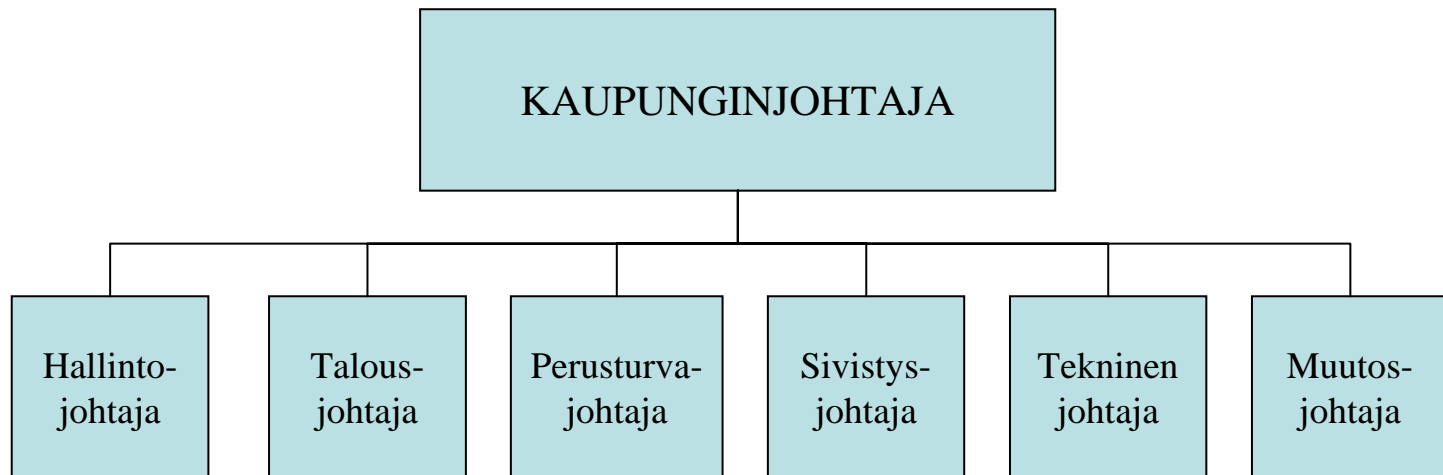 KAUPUNGINJOHTAJA
Hallinto-
johtaja
Talous-
johtaja
Perusturva-
johtaja
Sivistys-
johtaja
Tekninen
johtaja
Muutos-
johtaja